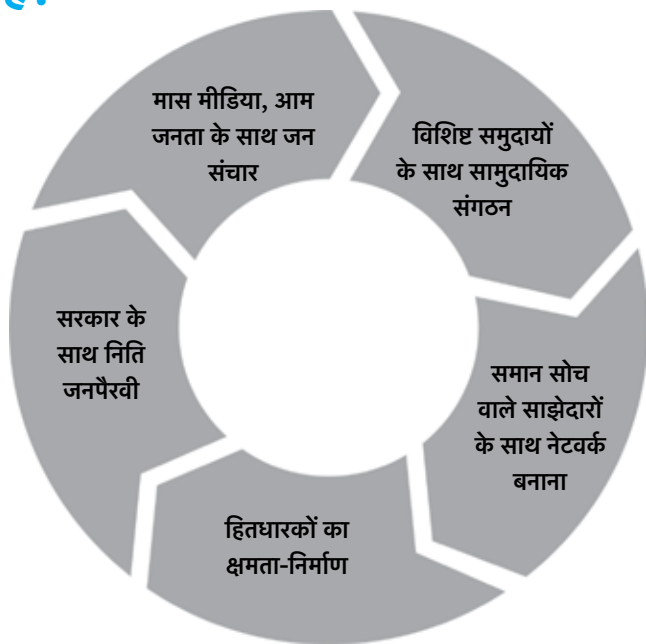 है:
मास मीडिया, आम
जनता के साथ जन
संचार
विशिष्ट समुदायों
के साथ सामुदायिक
संगठन
समान सोच
वाले साझेदारों
के साथ नेटवर्क
बनाना
हितधारकों का
क्षमता-निर्माण
सरकार के
साथ निति
जनपैरवी